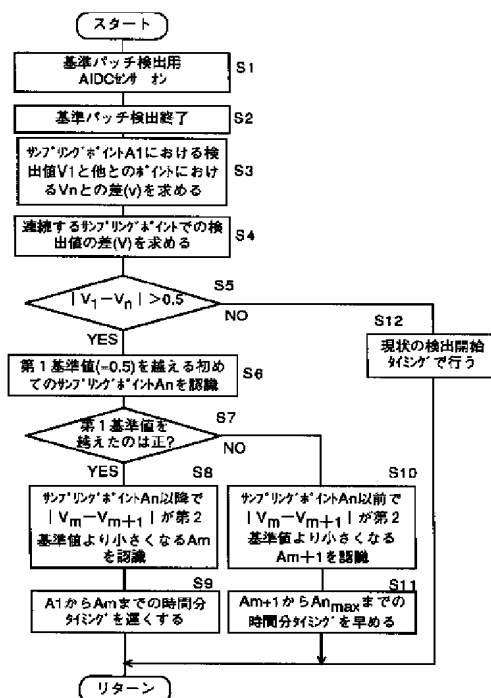 スタート
基準パッチ検出用
AIDCセンサ オン
S1
基準パッチ検出終了
S2
サンプリングポイントA1における検
出値V1と他とのポイントにおけ
るVnとの差(v)を求める
S3
連続するサンプリングポイントでの検
出値の差(V)を求める
S4
S5
|V1−Vn|>0.5
NO
YES
S12
現状の検出開始
タイミングで行う
第1基準値(=0.5)を越える初め
てのサンプリングポイントAnを認識
S6
S7
第1基準値を
越えたのは正?
NO
YES
S8
サンプリングポイントAn以降で
|Vm−Vm+1|が第2
基準値より小さくなるAm
を認識
S10
サンプリングポイントAn以前で
|Vm−Vm+1|が第2
基準値より小さくなる
Am+1を認識
S9
A1からAmまでの時間分
タイミングを遅くする
S11
Am+1からAnmaxまでの
時間分タイミングを早める
リターン